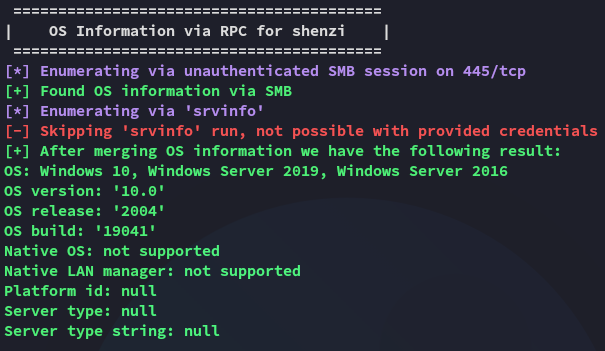 =========================================
|    OS Information via RPC for shenzi    |
=========================================
[*] Enumerating via unauthenticated SMB session on 445/tcp
[+] Found OS information via SMB
[*] Enumerating via 'srvinfo'
[-] Skipping 'srvinfo' run, not possible with provided credentials
[+] After merging OS information we have the following result:
OS: Windows 10, Windows Server 2019, Windows Server 2016
OS version: '10.0'
OS release: '2004'
OS build: '19041'
Native OS: not supported
Native LAN manager: not supported
Platform id: null
Server type: null
Server type string: null